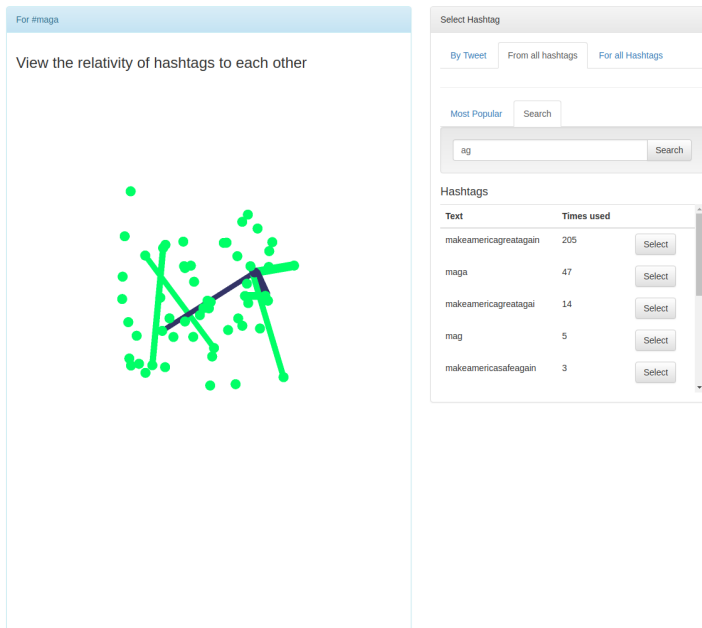 For #maga
View the relativity of hashtags to each other
Select Hashtag
By Tweet From all hashtags For all Hashtags
Most Popular Search
ag Search
Hashtags
Text Times used
makeamericagreatagain 205 Select
maga 47 Select
makeamericagreatagai 14 Select
mag 5 Select
makeamericasafeagain 3 Select